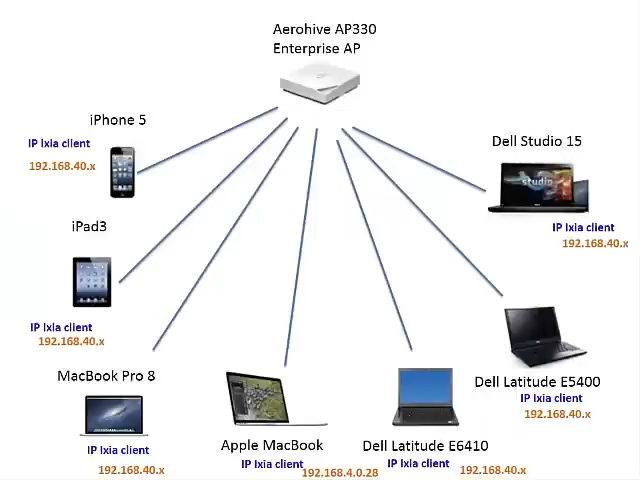 Aerohive AP330
Enterprise AP
iPhone 5
IP Ixia client
192.168.40.x
Dell Studio 15
studio
IP Ixia client
192.168.40.x
iPad3
IP Ixia client
192.168.40.x
MacBook Pro 8
IP Ixia client
192.168.40.x
Apple MacBook
IP Ixia client
192.168.4.0.28
Dell Latitude E6410
IP Ixia client
192.168.40.x
Dell Latitude E5400
IP Ixia client
192.168.40.x